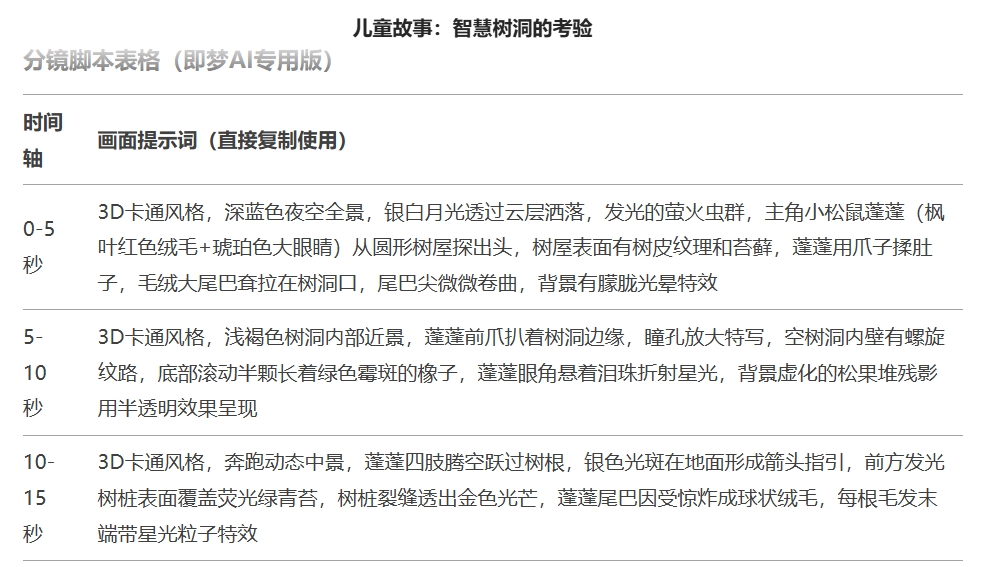 儿童故事：智慧树洞的考验
分镜脚本表格（即梦AI专用版）
时间
轴
画面提示词（直接复制使用）
0-5
秒
3D卡通风格，深蓝色夜空全景，银白月光透过云层洒落，发光的萤火虫群，主角小松鼠蓬蓬（枫
叶红色绒毛+琥珀色大眼睛）从圆形树屋探出头，树屋表面有树皮纹理和苔藓，蓬蓬用爪子揉肚
子，毛绒大尾巴耷拉在树洞口，尾巴尖微微卷曲，背景有朦胧光晕特效
5-
10
秒
3D卡通风格，浅褐色树洞内部近景，蓬蓬前爪扒着树洞边缘，瞳孔放大特写，空树洞内壁有螺旋
纹路，底部滚动半颗长着绿色霉斑的橡子，蓬蓬眼角悬着泪珠折射星光，背景虚化的松果堆残影
用半透明效果呈现
10-
15
秒
3D卡通风格，奔跑动态中景，蓬蓬四肢腾空跃过树根，银色光斑在地面形成箭头指引，前方发光
树桩表面覆盖荧光绿青苔，树桩裂缝透出金色光芒，蓬蓬尾巴因受惊炸成球状绒毛，每根毛发末
端带星光粒子特效